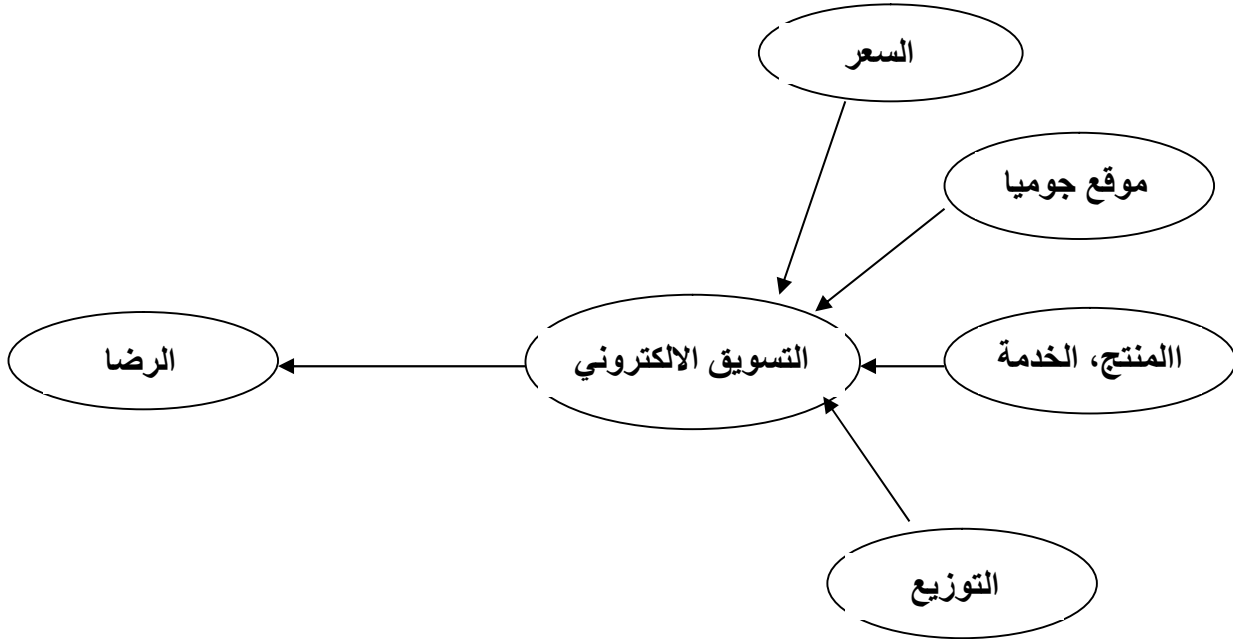 السعر
موقع جوميا
االمنتج، الخدمة
التسويق الالكتروني
الرضا
التوزيع